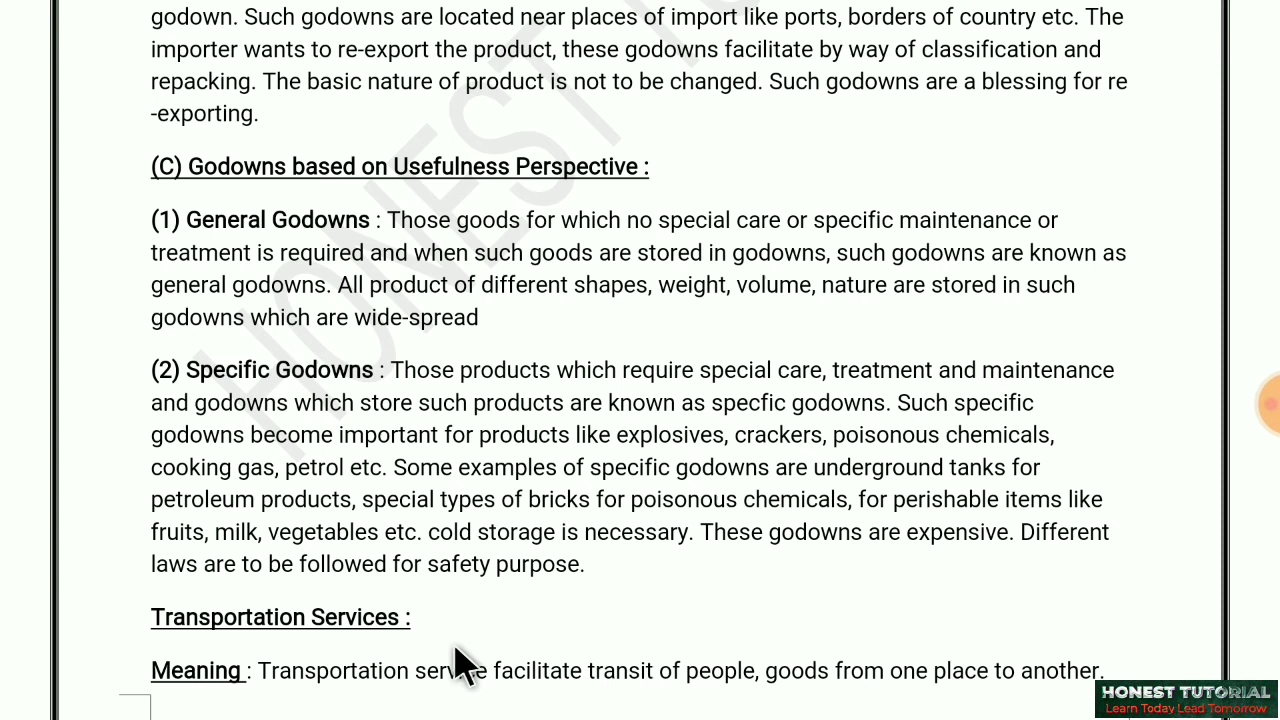 godown. Such godowns are located near places of import like ports, borders of country etc. The
importer wants to re-export the product, these godowns facilitate by way of classification and
repacking. The basic nature of product is not to be changed. Such godowns are a blessing for re
-exporting.
(C) Godowns based on Usefulness Perspective :
(1) General Godowns : Those goods for which no special care or specific maintenance or
treatment is required and when such goods are stored in godowns, such godowns are known as
general godowns. All product of different shapes, weight, volume, nature are stored in such
godowns which are wide-spread
(2) Specific Godowns : Those products which require special care, treatment and maintenance
and godowns which store such products are known as specfic godowns. Such specific
godowns become important for products like explosives, crackers, poisonous chemicals,
cooking gas, petrol etc. Some examples of specific godowns are underground tanks for
petroleum products, special types of bricks for poisonous chemicals, for perishable items like
fruits, milk, vegetables etc. cold storage is necessary. These godowns are expensive. Different
laws are to be followed for safety purpose.
Transportation Services :
Meaning : Transportation service facilitate transit of people, goods from one place to another.
HONEST TUTORIAL
Learn Today Lead Tomorrow
HONEST